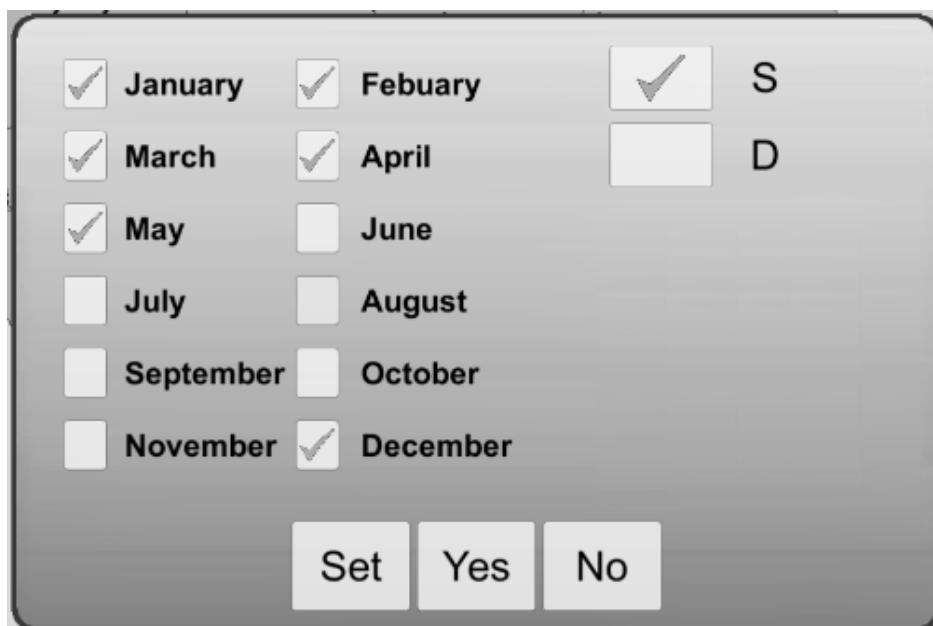 January Febuary S
March April D
May June
July August
September October
November December
Set Yes No